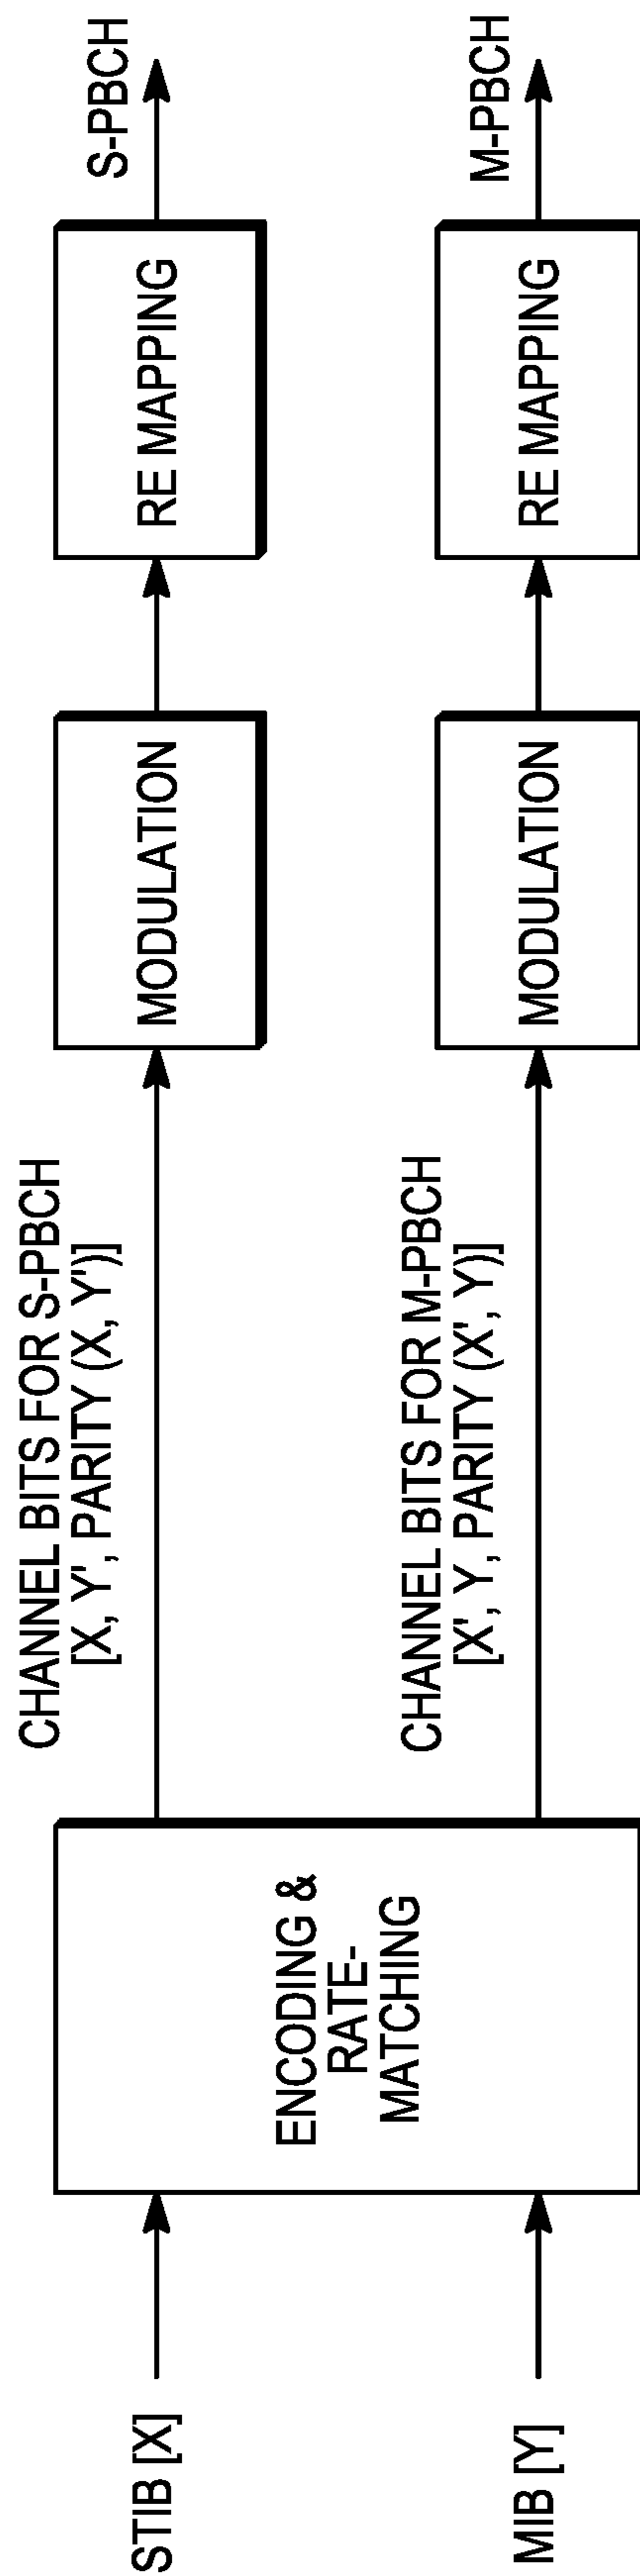 STIB [X]
MIB [Y]
ENCODING &
RATE-
MATCHING
CHANNEL BITS FOR S-PBCH
[X, Y', PARITY (X, Y')]
CHANNEL BITS FOR M-PBCH
[X', Y, PARITY (X', Y)]
MODULATION
MODULATION
RE MAPPING
RE MAPPING
S-PBCH
M-PBCH